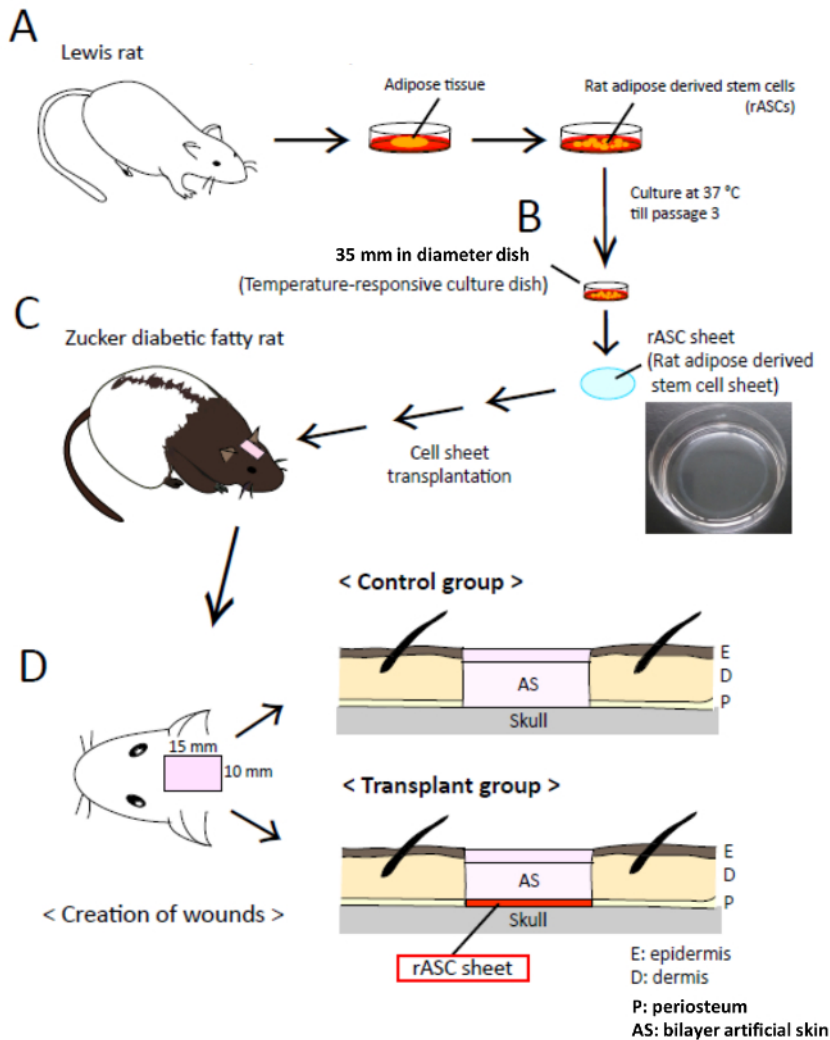 A
Lewis rat
Adipose tissue
Rat adipose derived stem cells
(rASCs)
Culture at 37 °C
till passage 3
B
35 mm in diameter dish
(Temperature-responsive culture dish)
C
Zucker diabetic fatty rat
rASC sheet
(Rat adipose derived
stem cell sheet)
Cell sheet
transplantation
< Control group >
E
D
P
AS
Skull
D
15 mm
10 mm
< Creation of wounds >
< Transplant group >
E
D
P
AS
Skull
rASC sheet
E: epidermis
D: dermis
P: periosteum
AS: bilayer artificial skin